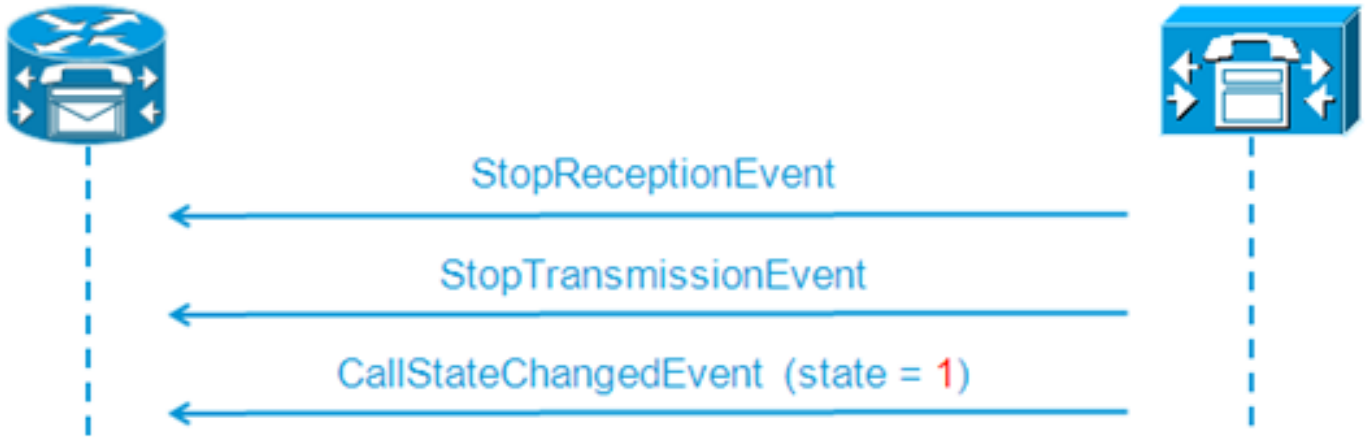 StopReceptionEvent
StopTransmissionEvent
CallStateChangedEvent (state = 1)